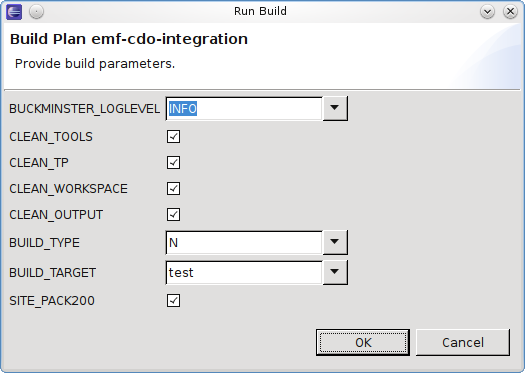 Run Build
Build Plan emf-cdo-integration
Provide build parameters.
BUCKMINSTER_LOGLEVEL INFO
CLEAN_TOOLS
CLEAN_TP
CLEAN_WORKSPACE
CLEAN_OUTPUT
BUILD_TYPE N
BUILD_TARGET test
SITE_PACK200
OK Cancel